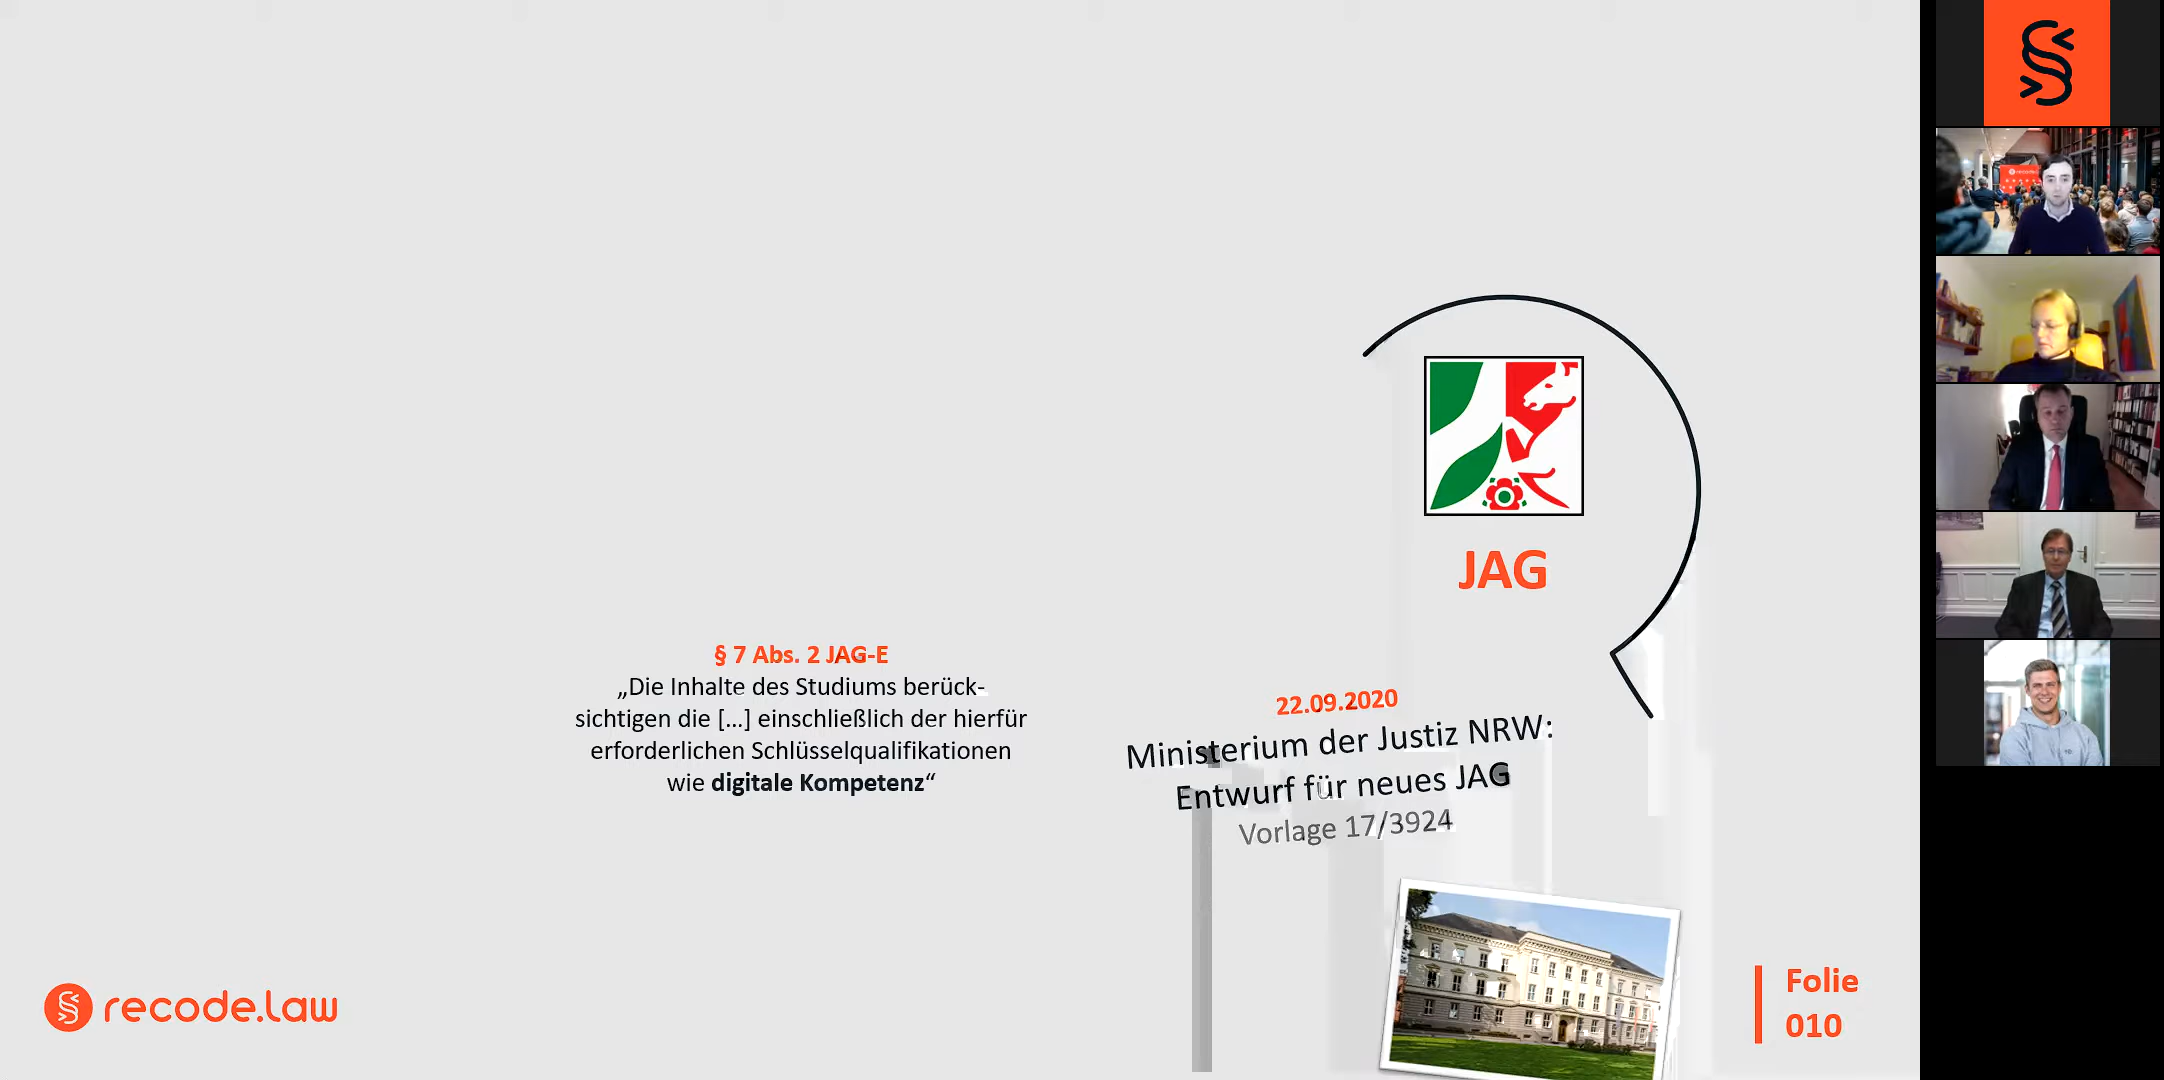 JAG
§ 7 Abs. 2 JAG-E
„Die Inhalte des Studiums berück-
sichtigen die [...] einschließlich der hierfür
erforderlichen Schlüsselqualifikationen
wie digitale Kompetenz“
22.09.2020
Ministerium der Justiz NRW:
Entwurf für neues JAG
Vorlage 17/3924
recode.law
Folie
010